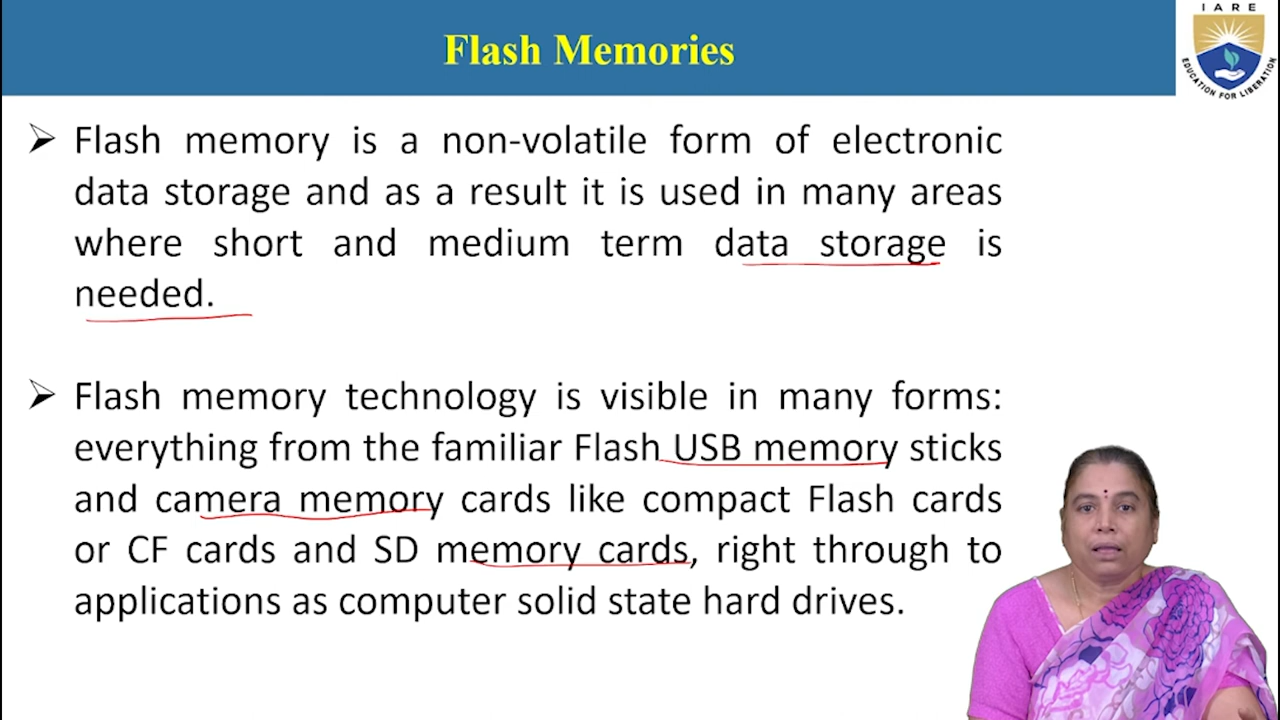 Flash Memories
IARE
EDUCATION FOR LIBERATION
Flash memory is a non-volatile form of electronic
data storage and as a result it is used in many areas
where short and medium term data storage is
needed.
Flash memory technology is visible in many forms:
everything from the familiar Flash USB memory sticks
and camera memory cards like compact Flash cards
or CF cards and SD memory cards, right through to
applications as computer solid state hard drives.